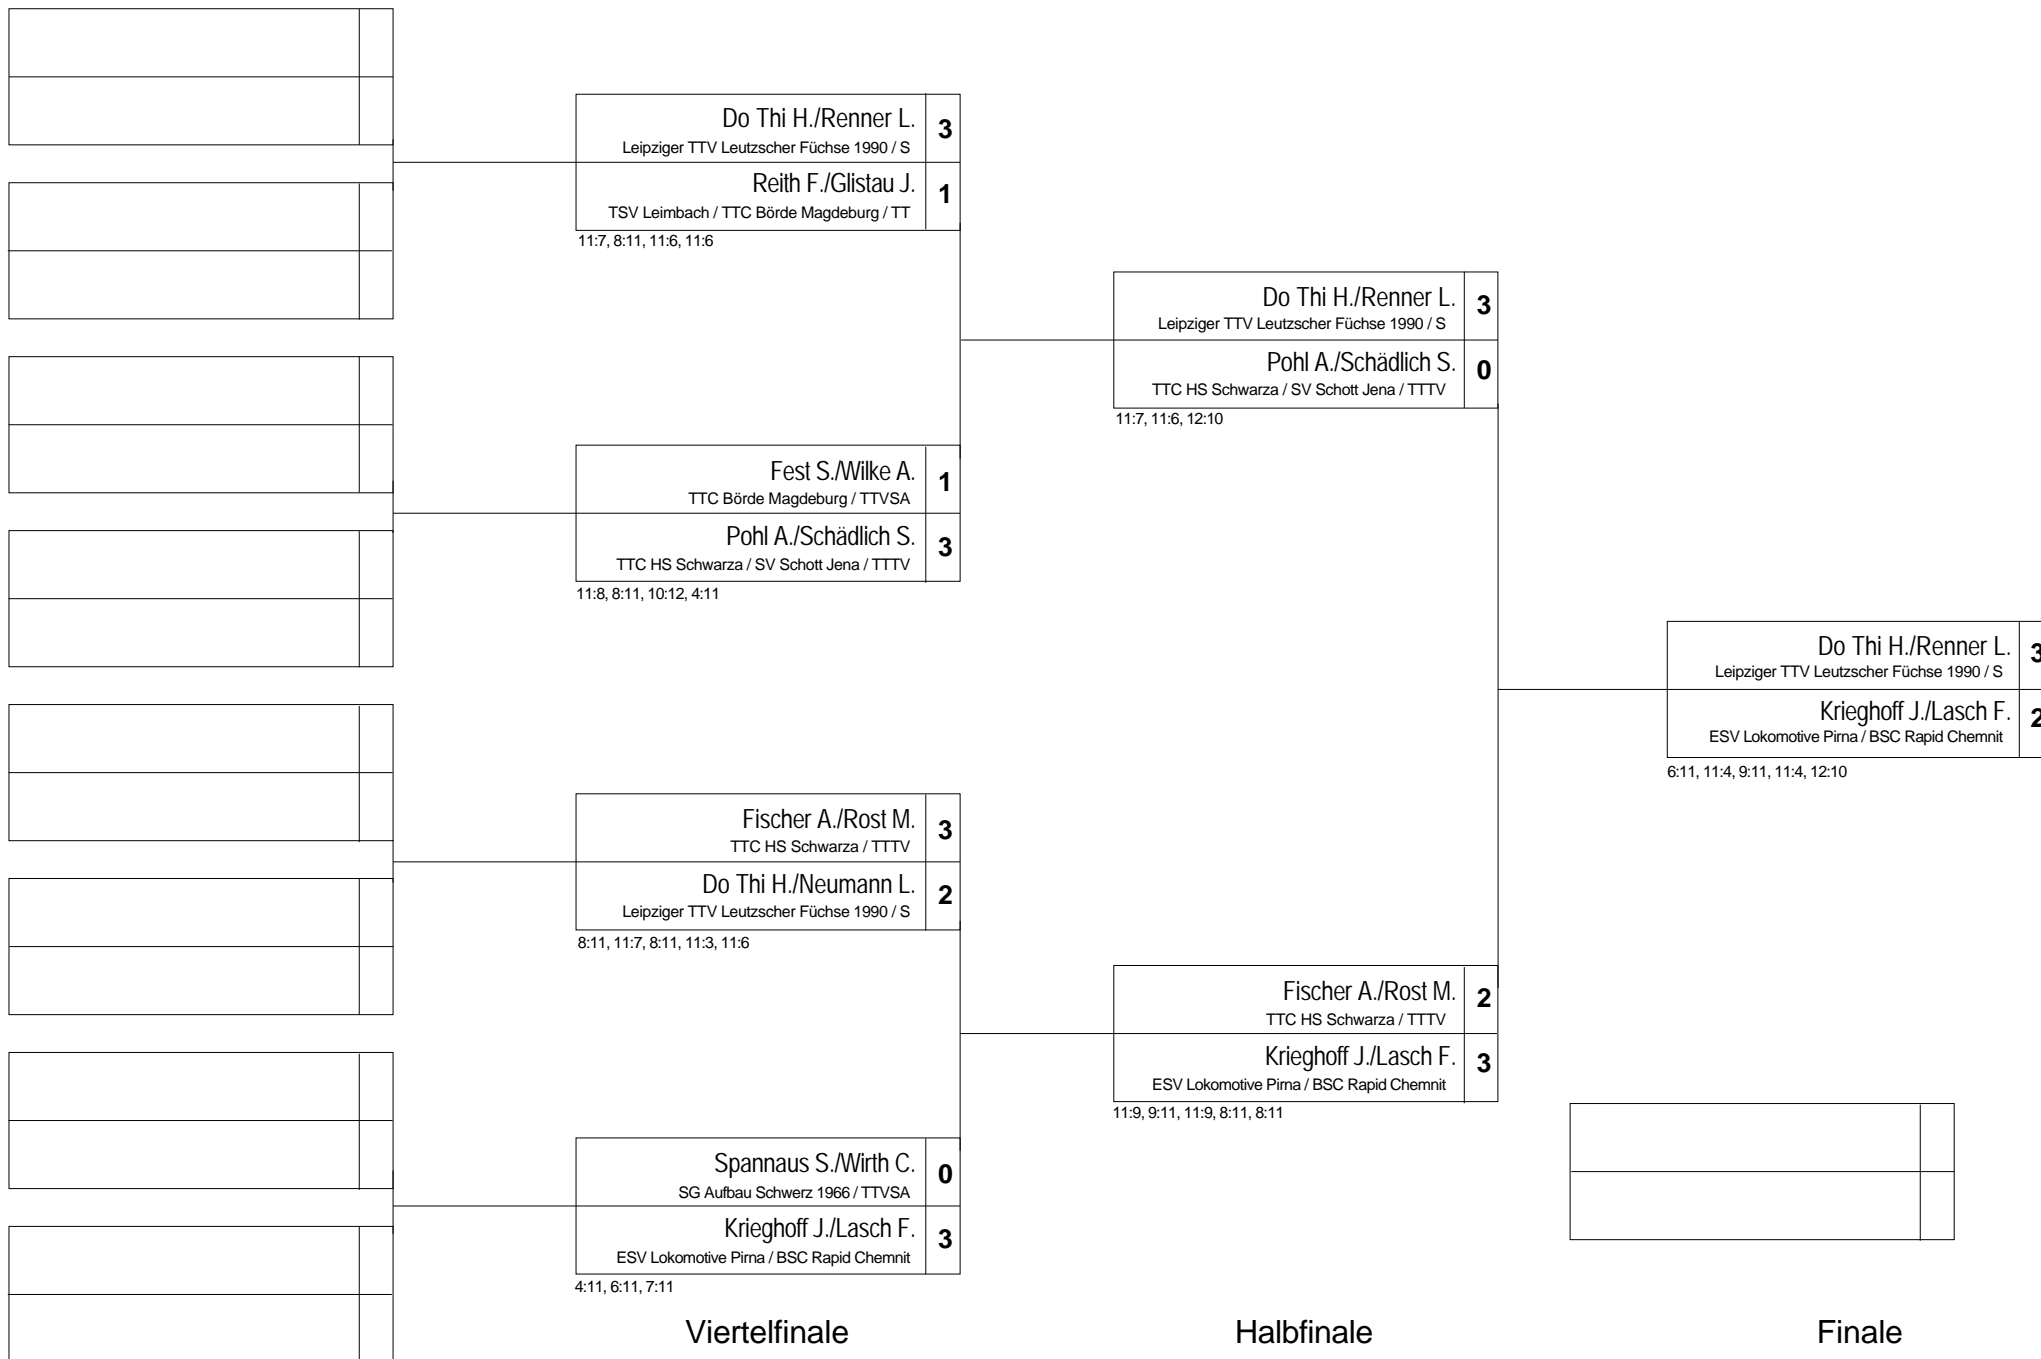 Do Thi H./Renner L. 3
Leipziger TTV Leutzscher Füchse 1990 / S
Reith F./Glistau J. 1
TSV Leimbach / TTC Börde Magdeburg / TT
11:7, 8:11, 11:6, 11:6
Fest S./Wilke A. 1
TTC Börde Magdeburg / TTVSA
Pohl A./Schädlich S. 3
TTC HS Schwarza / SV Schott Jena / TTTV
11:8, 8:11, 10:12, 4:11
Fischer A./Rost M. 3
TTC HS Schwarza / TTTV
Do Thi H./Neumann L. 2
Leipziger TTV Leutzscher Füchse 1990 / S
8:11, 11:7, 8:11, 11:3, 11:6
Spannaus S./Wirth C. 0
SG Aufbau Schwerz 1966 / TTVSA
Krieghoff J./Lasch F. 3
ESV Lokomotive Pirna / BSC Rapid Chemnit
4:11, 6:11, 7:11
Viertelfinale
Do Thi H./Renner L. 3
Leipziger TTV Leutzscher Füchse 1990 / S
Pohl A./Schädlich S. 0
TTC HS Schwarza / SV Schott Jena / TTTV
11:7, 11:6, 12:10
Fischer A./Rost M. 2
TTC HS Schwarza / TTTV
Krieghoff J./Lasch F. 3
ESV Lokomotive Pirna / BSC Rapid Chemnit
11:9, 9:11, 11:9, 8:11, 8:11
Halbfinale
Do Thi H./Renner L. 3
Leipziger TTV Leutzscher Füchse 1990 / S
Krieghoff J./Lasch F. 2
ESV Lokomotive Pirna / BSC Rapid Chemnit
6:11, 11:4, 9:11, 11:4, 12:10
Finale